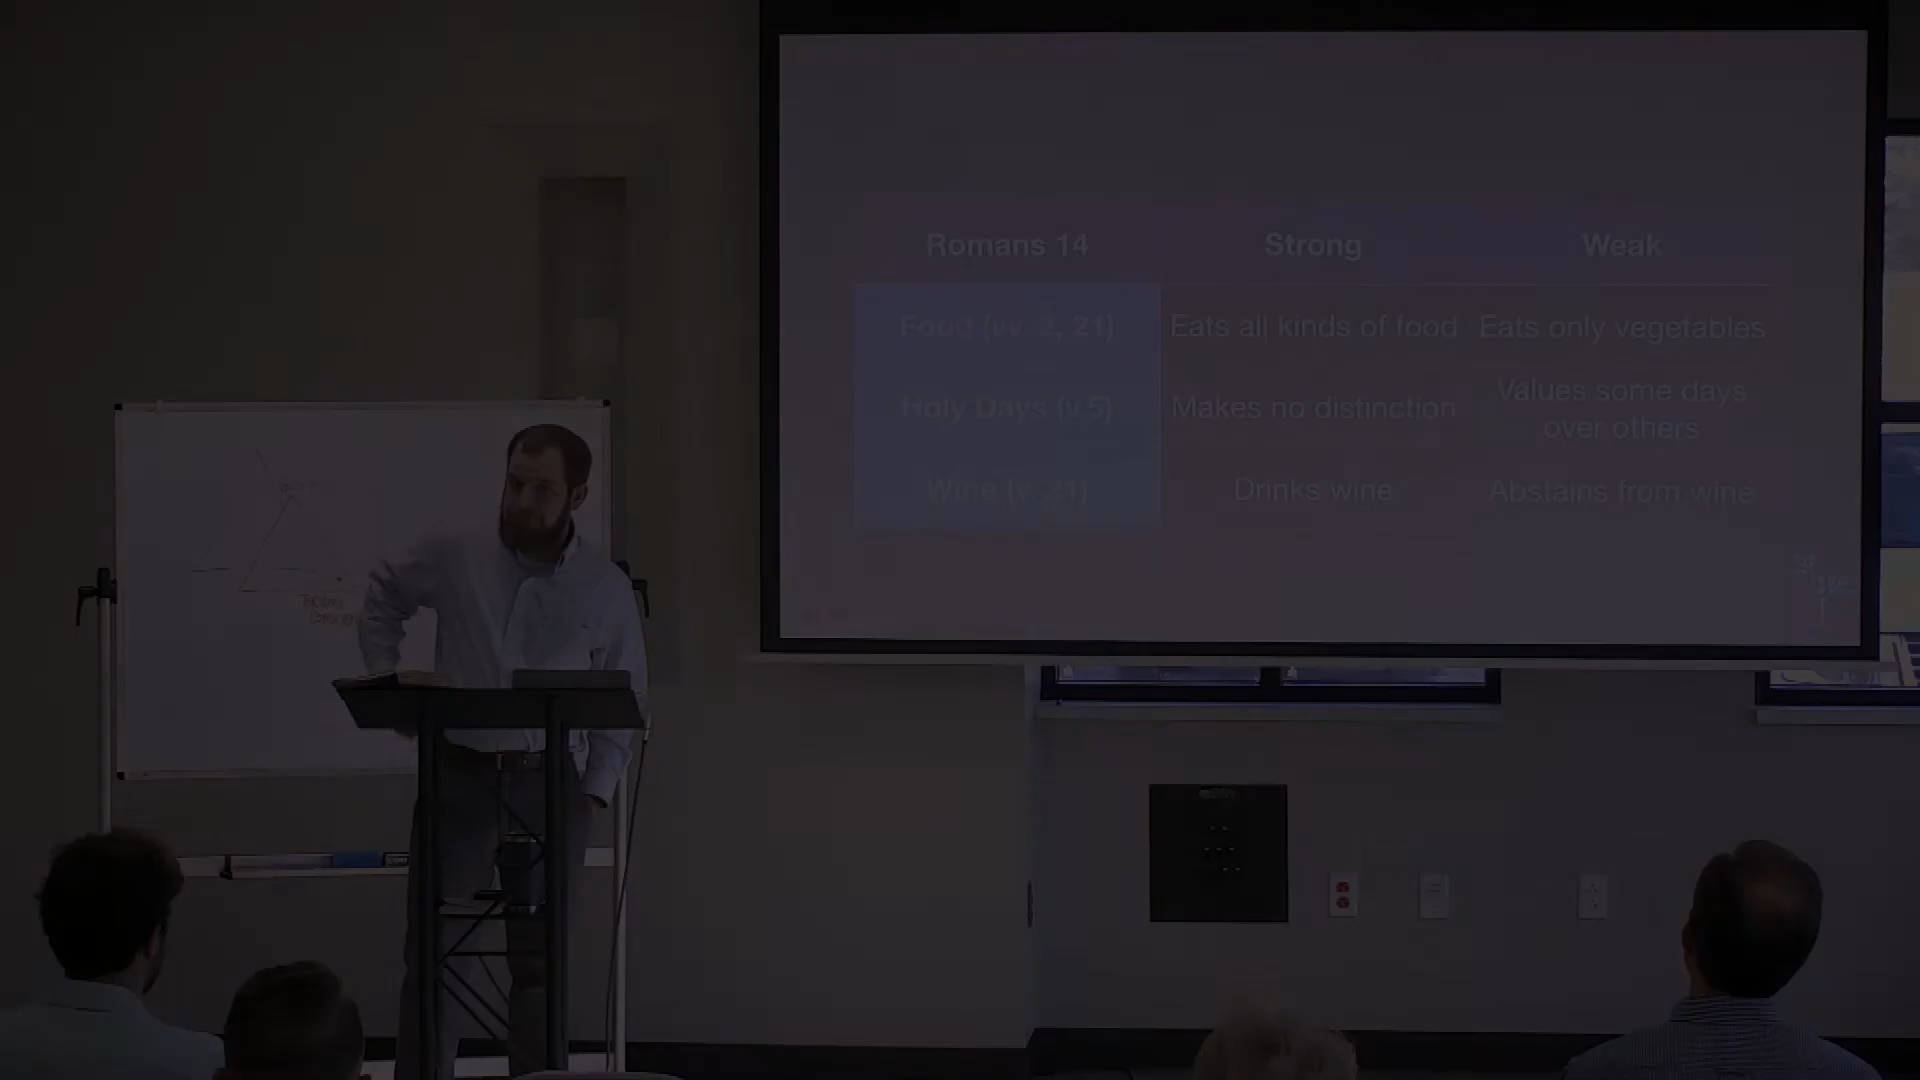 Romans 14 Strong Weak
Food (vv. 2, 21) Eats all kinds of food Eats only vegetables
Holy Days (v.5) Makes no distinction Values some days
over others
Wine (v. 21) Drinks wine Abstains from wine